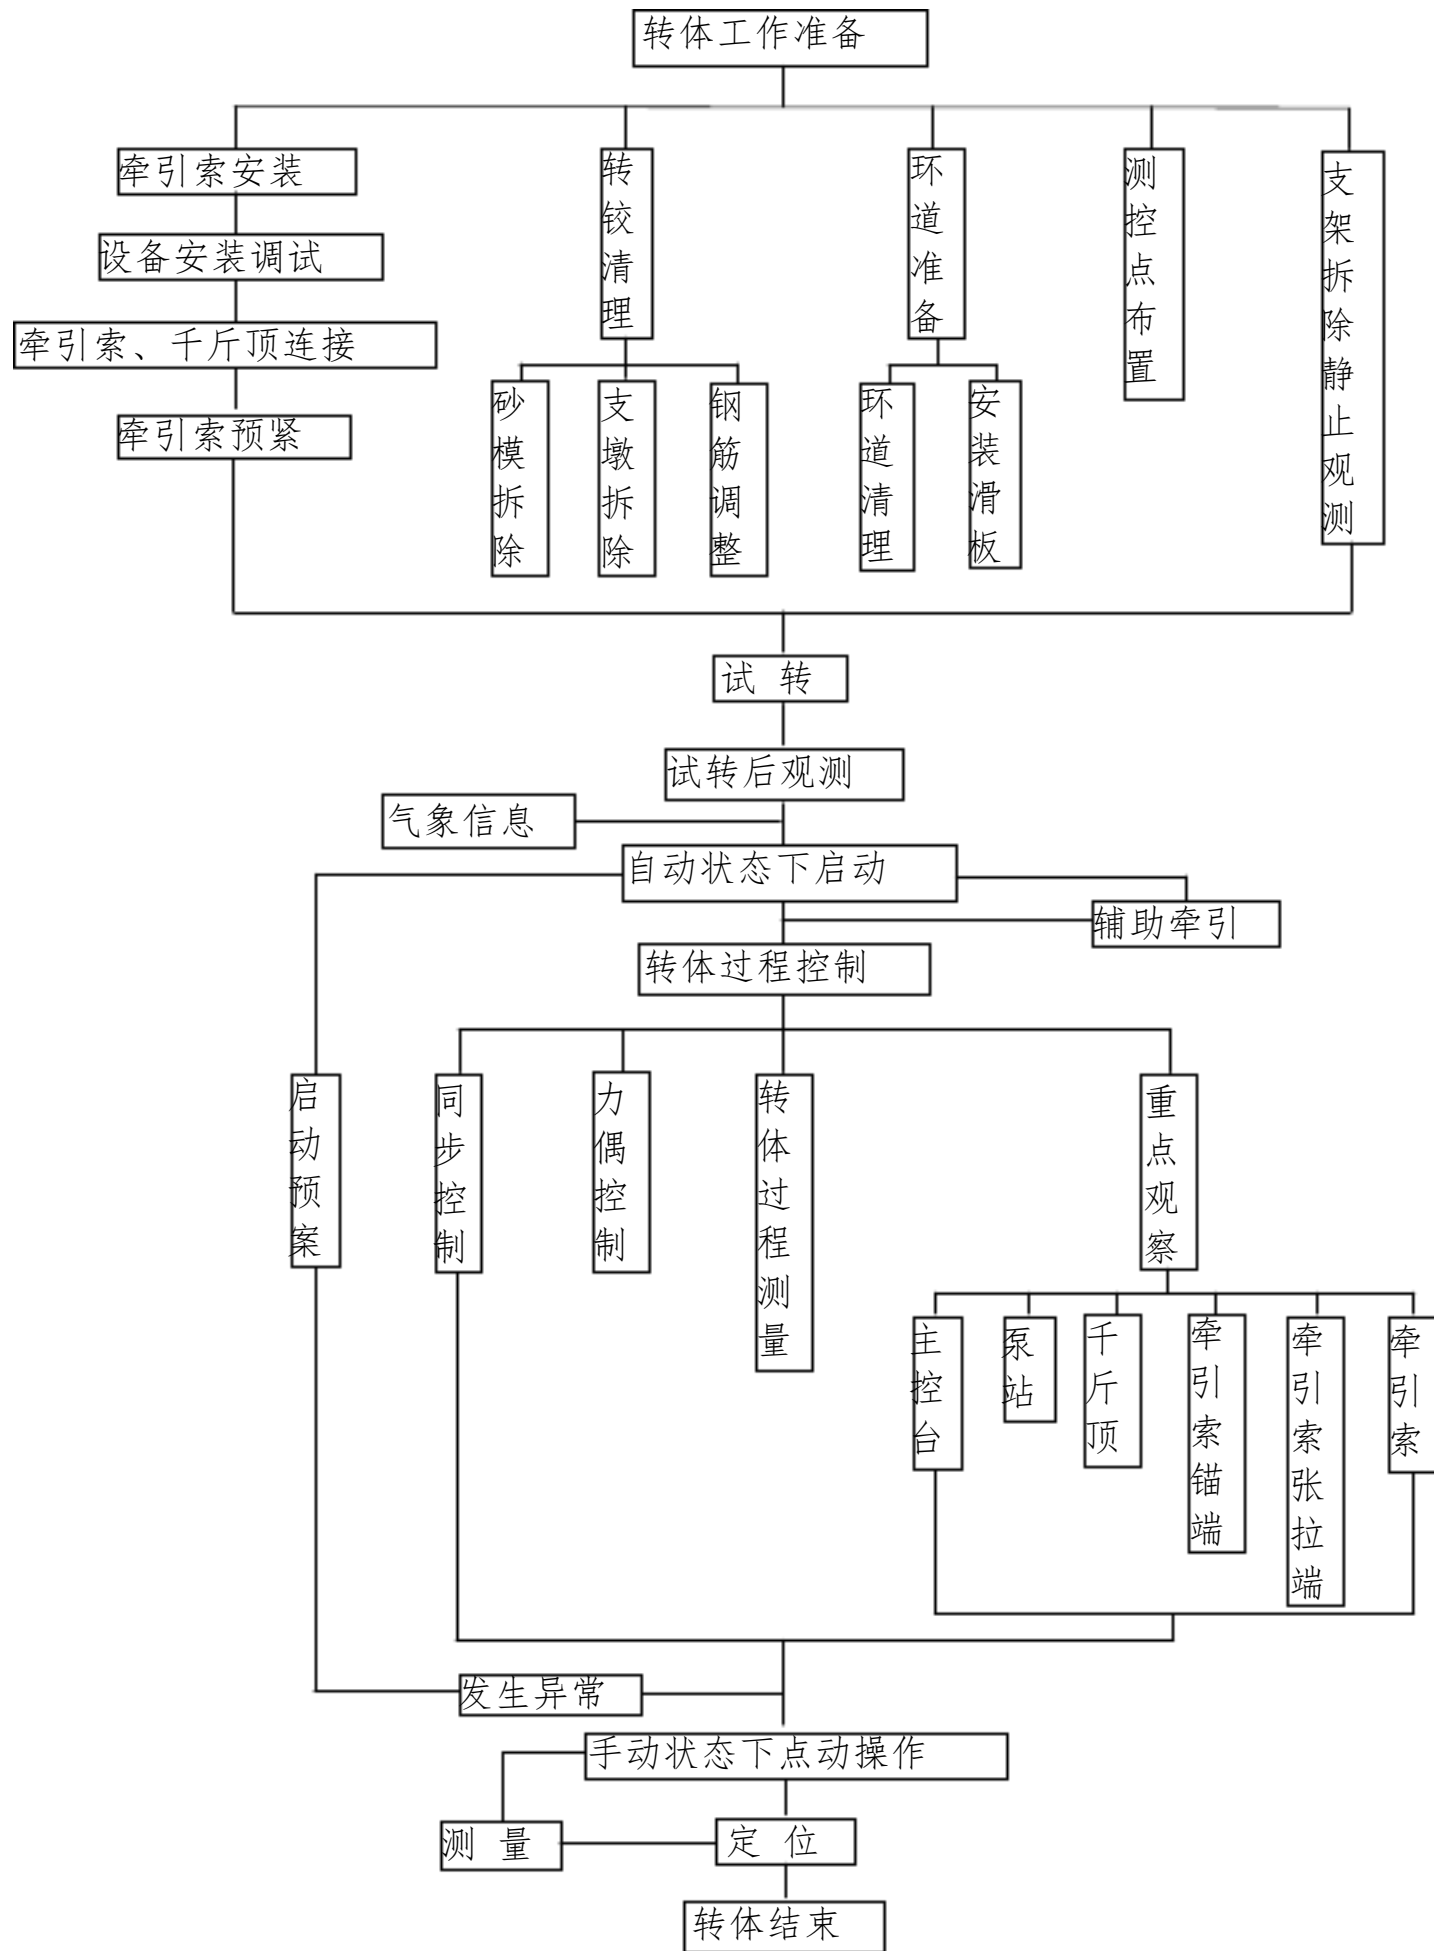 转体工作准备
牵引索安装
设备安装调试
牵引索、千斤顶连接
牵引索预紧
转铰清理
砂模拆除
支墩拆除
钢筋调整
环道准备
环道清理
安装滑板
测控点布置
支架拆除静止观测
试 转
试转后观测
气象信息
自动状态下启动
辅助牵引
转体过程控制
启动预案
同步控制
力偶控制
转体过程测量
重点观察
主控台
泵站
千斤顶
牵引索锚端
牵引索张拉端
牵引索
发生异常
手动状态下点动操作
测 量
定 位
转体结束